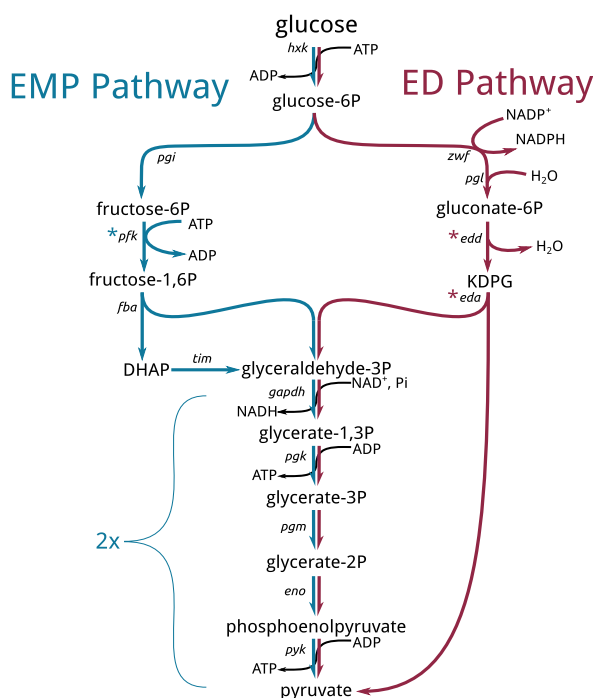 glucose
hxk
ATP
ADP
EMP Pathway
ED Pathway
glucose-6P
NADP⁺
NADPH
pgi
zwf
pgl
H₂O
fructose-6P
gluconate-6P
ATP
*pfk
*edd
H₂O
ADP
fructose-1,6P
KDPG
fba
*eda
tim
DHAP
glyceraldehyde-3P
gapdh
NAD⁺, Pi
NADH
glycerate-1,3P
pgk
ADP
ATP
glycerate-3P
pgm
2x
glycerate-2P
eno
phosphoenolpyruvate
pyk
ADP
ATP
pyruvate